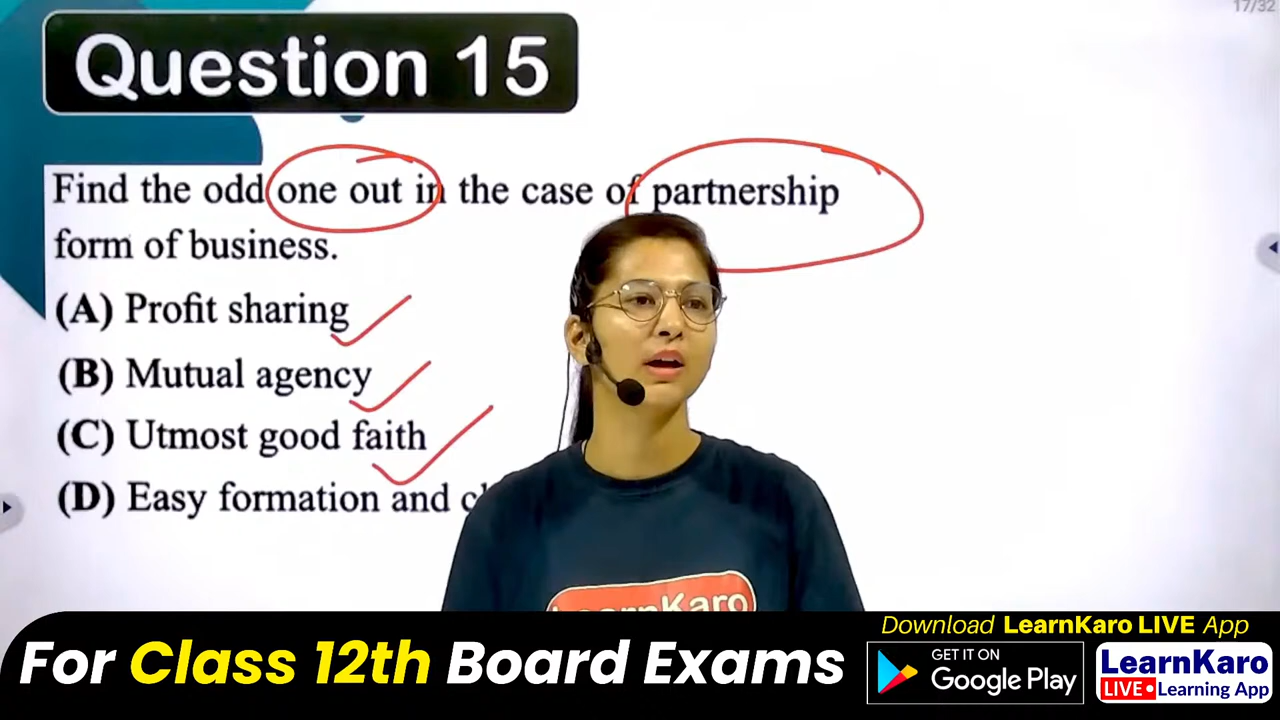 17/32
Question 15
Find the odd one out in the case of partnership
form of business.
(A) Profit sharing
(B) Mutual agency
(C) Utmost good faith
(D) Easy formation and
LearnKaro
For Class 12th Board Exams
Download LearnKaro LIVE App
GET IT ON
Google Play
LearnKaro
LIVE Learning App